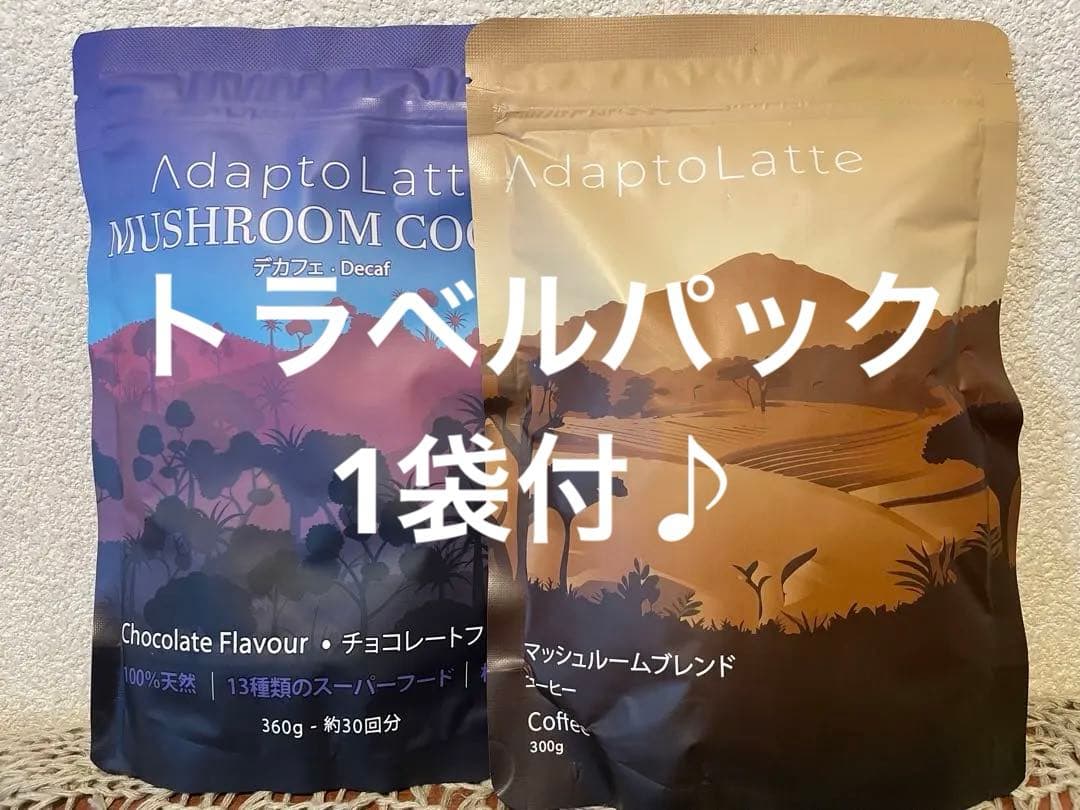 AdaptoLatt
MUSHROOM COC
デカフェ・Decaf
Chocolate Flavour • チョコレートフ
100%天然 | 13種類のスーパーフード |
360g - 約30回分
AdaptoLatte
マッシュルームブレンド
コーヒー
Coffee
300g
トラベルパック
1袋付♪